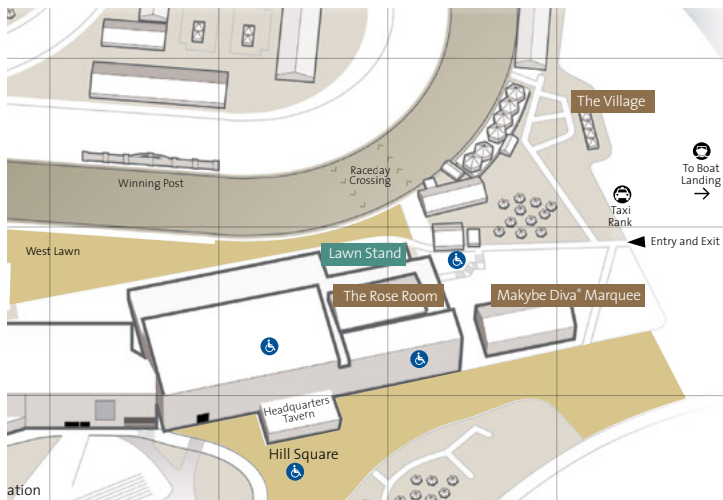 The Village
To Boat
Landing
Winning Post
Raceday
Crossing
Taxi
Rank
West Lawn
Lawn Stand
Entry and Exit
The Rose Room
Makybe Diva® Marquee
Headquarters
Tavern
Hill Square
ation